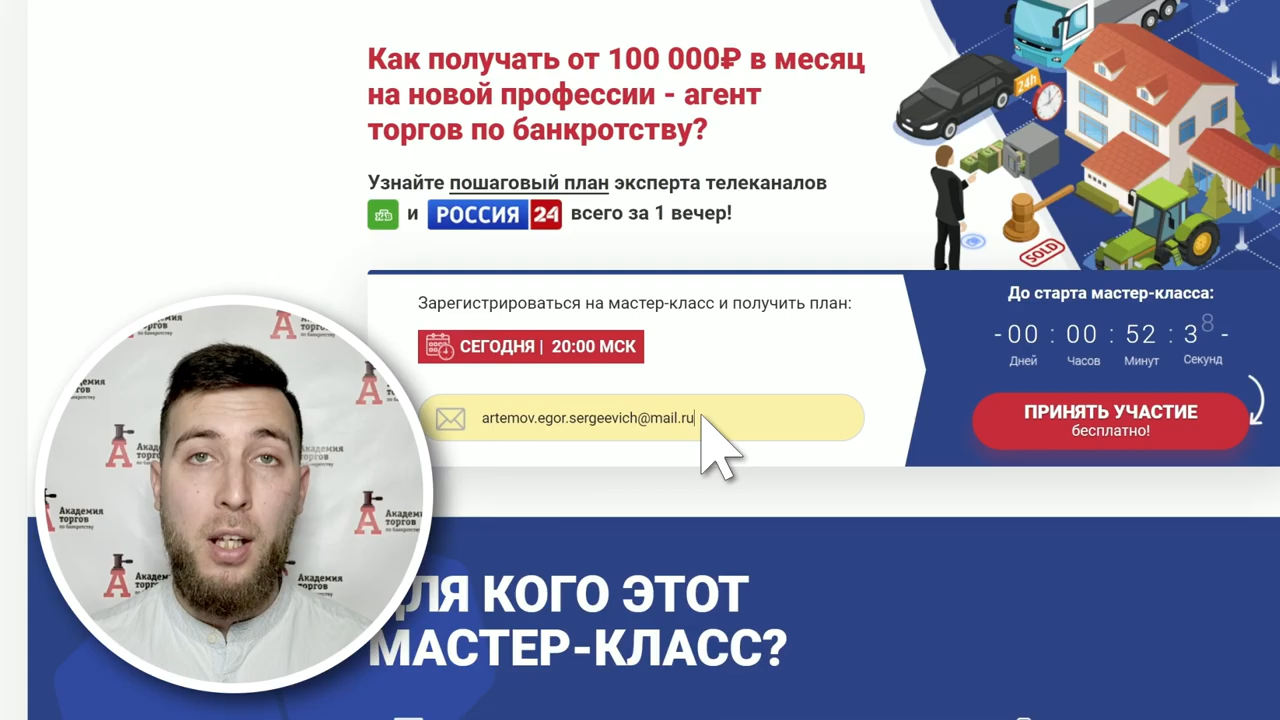 Как получать от 100 000₽ в месяц
на новой профессии - агент
торгов по банкротству?
Узнайте пошаговый план эксперта телеканалов
и РОССИЯ 24 всего за 1 вечер!
24h
SOLD
Зарегистрироваться на мастер-класс и получить план:
СЕГОДНЯ | 20:00 МСК
artemov.egor.sergeevich@mail.ru
До старта мастер-класса:
- 00 : 00 : 52 : 38 -
Дней Часов Минут Секунд
ПРИНЯТЬ УЧАСТИЕ
бесплатно!
Академия
торгов
по банкротству
ДЛЯ КОГО ЭТОТ
МАСТЕР-КЛАСС?